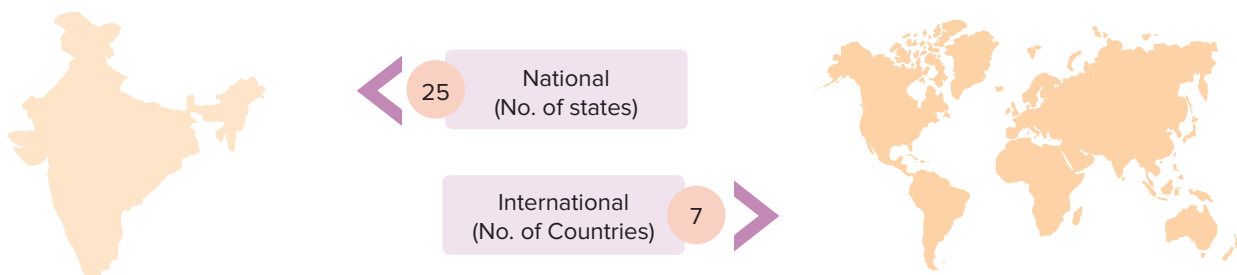 25
National
(No. of states)
International
(No. of Countries)
7